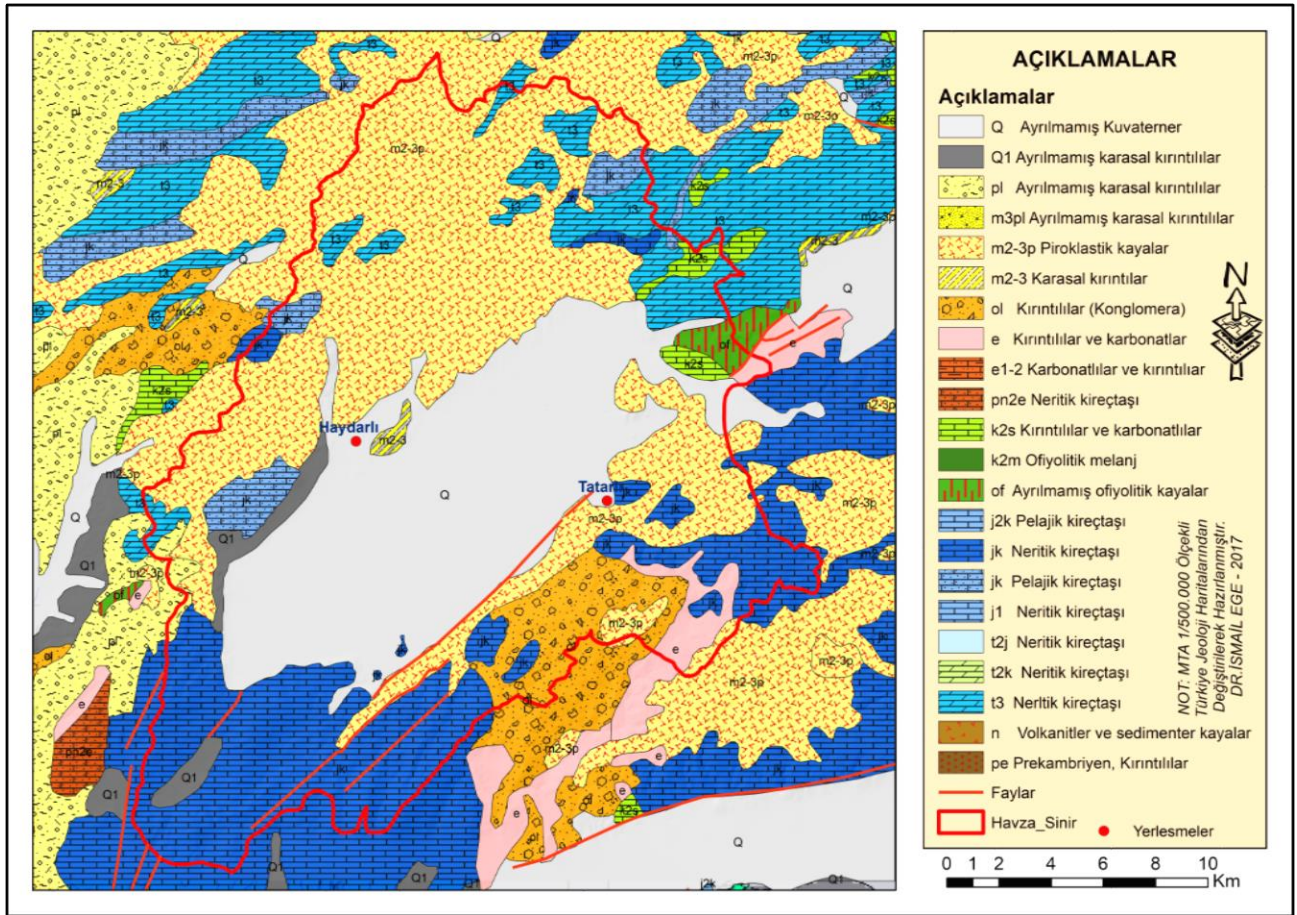 AÇIKLAMALAR
Açıklamalar
Q Ayrılmamış Kuvaterner
Q1 Ayrılmamış karasal kırıntılılar
pl Ayrılmamış karasal kırıntılılar
m3pl Ayrılmamış karasal kırıntılılar
m2-3p Piroklastik kayalar
m2-3 Karasal kırıntılar
ol Kırıntılılar (Konglomera)
e Kırıntılılar ve karbonatlar
e1-2 Karbonatlılar ve kırıntılılar
pn2e Neritik kireçtaşı
k2s Kırıntılılar ve karbonatlılar
k2m Ofiyolitik melanj
of Ayrılmamış ofiyolitik kayalar
j2k Pelajik kireçtaşı
jk Neritik kireçtaşı
jk Pelajik kireçtaşı
j1 Neritik kireçtaşı
t2j Neritik kireçtaşı
t2k Neritik kireçtaşı
t3 Nerltik kireçtaşı
n Volkanitler ve sedimenter kayalar
pe Prekambriyen, Kırıntılılar
Faylar
Havza_Sinir
Yerlesmeler
N
NOT: MTA 1/500.000 Ölçekli
Türkiye Jeoloji Haritalarından
Değiştirilerek Hazırlanmıştır.
DR.İSMAİL EGE - 2017
0 1 2 4 6 8 10
Km
Haydarlı
Tatarlı
Q
jk
m2-3p
t3
pl
k2s
m2-3
ol
of
e
Q1
pn2e
j2k